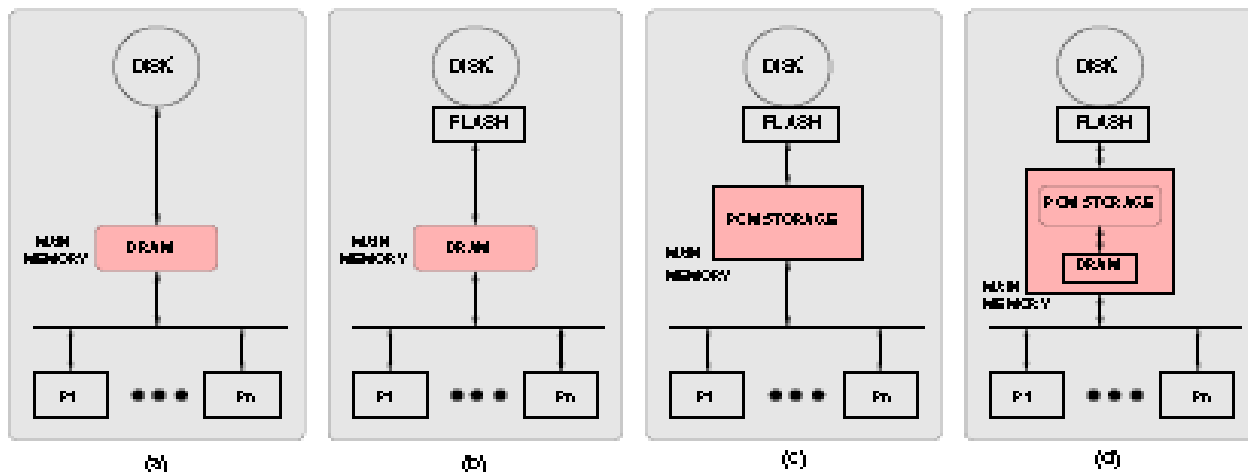 DISK
DRAM
MAIN
MEMORY
P1
Pn
(a)
DISK
FLASH
DRAM
MAIN
MEMORY
P1
Pn
(b)
DISK
FLASH
PCM STORAGE
MAIN
MEMORY
P1
Pn
(c)
DISK
FLASH
PCM STORAGE
DRAM
MAIN
MEMORY
P1
Pn
(d)